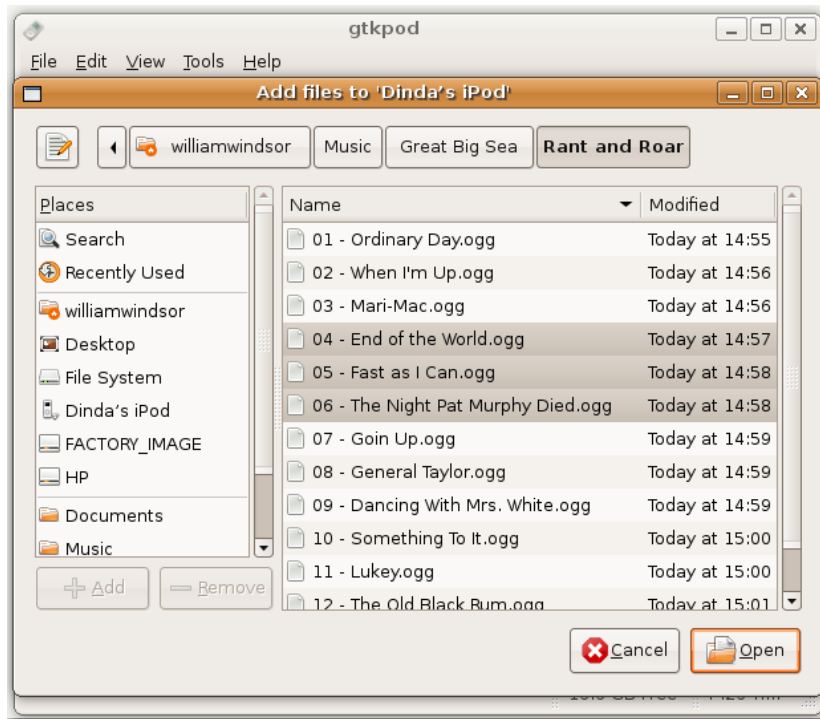 gtkpod
File Edit View Tools Help
Add files to 'Dinda's iPod'
williamwindsor Music Great Big Sea Rant and Roar
Places
Search
Recently Used
williamwindsor
Desktop
File System
Dinda's iPod
FACTORY_IMAGE
HP
Documents
Music
Add Remove
Name Modified
01 - Ordinary Day.ogg Today at 14:55
02 - When I'm Up.ogg Today at 14:56
03 - Mari-Mac.ogg Today at 14:56
04 - End of the World.ogg Today at 14:57
05 - Fast as I Can.ogg Today at 14:58
06 - The Night Pat Murphy Died.ogg Today at 14:58
07 - Goin Up.ogg Today at 14:59
08 - General Taylor.ogg Today at 14:59
09 - Dancing With Mrs. White.ogg Today at 14:59
10 - Something To It.ogg Today at 15:00
11 - Lukey.ogg Today at 15:00
12 - The Old Black Rum.ogg Today at 15:01
Cancel Open